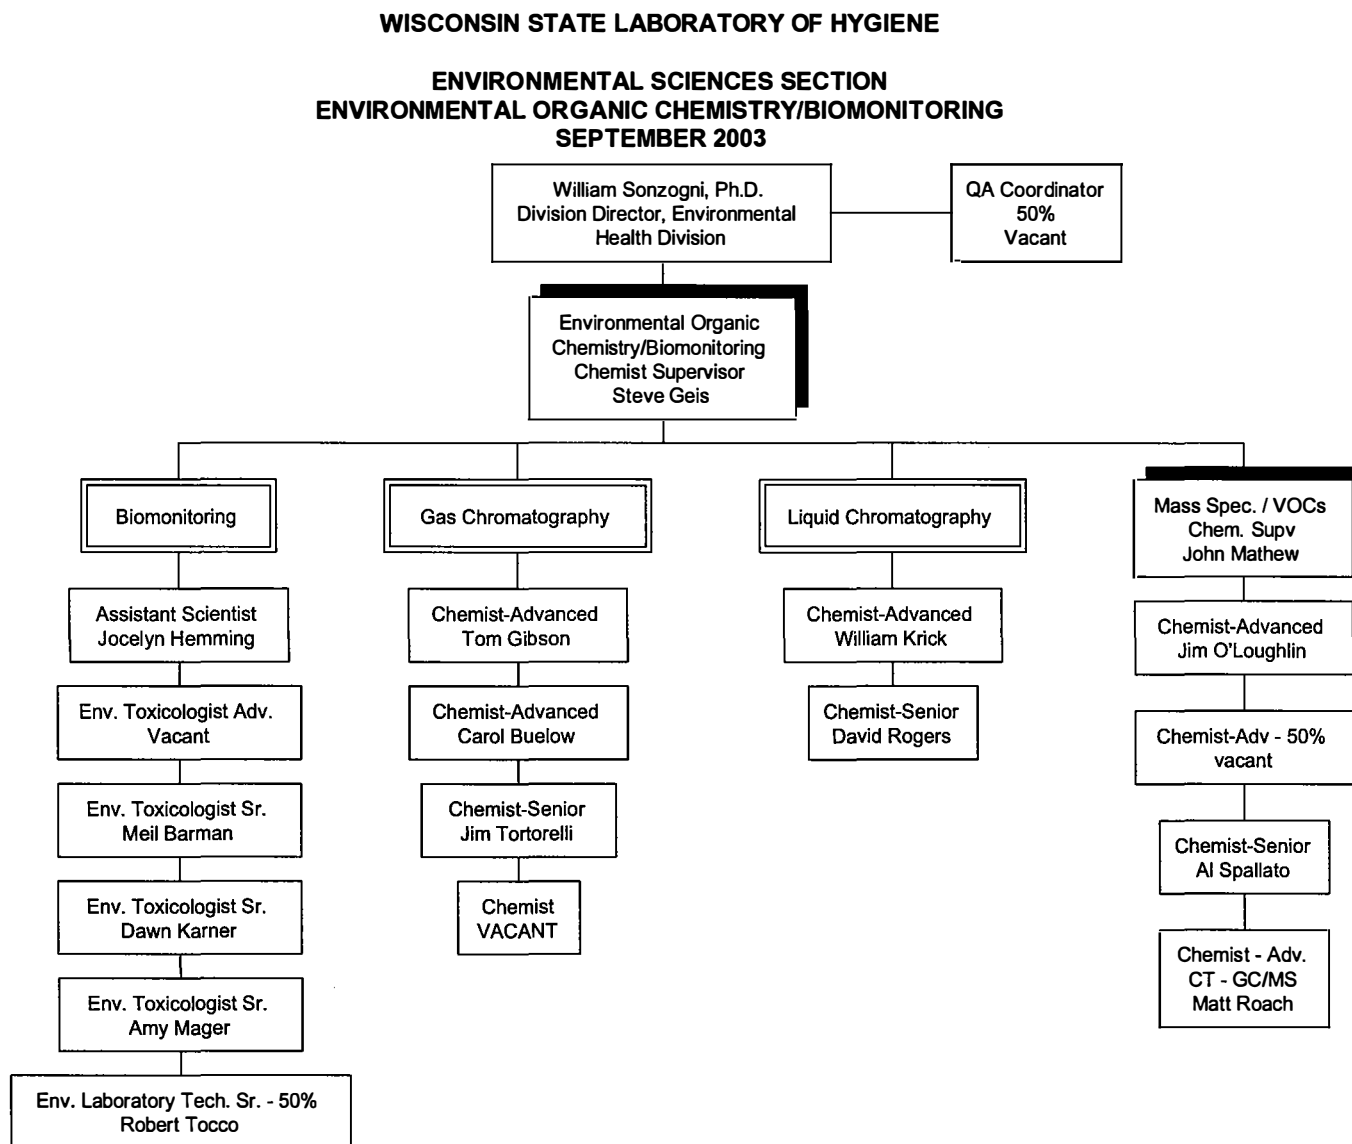 WISCONSIN STATE LABORATORY OF HYGIENE
ENVIRONMENTAL SCIENCES SECTION
ENVIRONMENTAL ORGANIC CHEMISTRY/BIOMONITORING
SEPTEMBER 2003
William Sonzogni, Ph.D.
Division Director, Environmental
Health Division
QA Coordinator
50%
Vacant
Environmental Organic
Chemistry/Biomonitoring
Chemist Supervisor
Steve Geis
Biomonitoring
Assistant Scientist
Jocelyn Hemming
Env. Toxicologist Adv.
Vacant
Env. Toxicologist Sr.
Meil Barman
Env. Toxicologist Sr.
Dawn Karner
Env. Toxicologist Sr.
Amy Mager
Env. Laboratory Tech. Sr. - 50%
Robert Tocco
Gas Chromatography
Chemist-Advanced
Tom Gibson
Chemist-Advanced
Carol Buelow
Chemist-Senior
Jim Tortorelli
Chemist
VACANT
Liquid Chromatography
Chemist-Advanced
William Krick
Chemist-Senior
David Rogers
Mass Spec. / VOCs
Chem. Supv
John Mathew
Chemist-Advanced
Jim O'Loughlin
Chemist-Adv - 50%
vacant
Chemist-Senior
Al Spallato
Chemist - Adv.
CT - GC/MS
Matt Roach